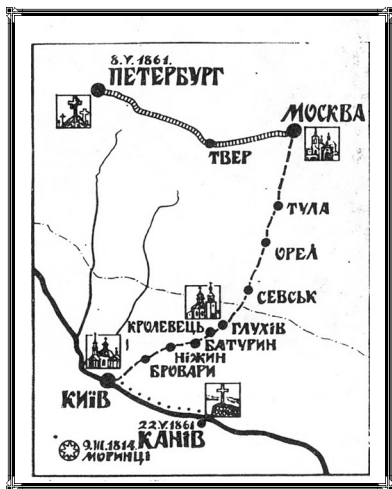 8.V.1861.
ПЕТЕРБУРГ
МОСКВА
ТВЕР
ТУЛА
ОРЕЛ
СЕВСЬК
КРОЛЕВЕЦЬ
ГЛУХІВ
БАТУРИН
НІЖИН
БРОВАРИ
КИЇВ
22.V.1861
КАНІВ
9.III.1814.
МОРИНЦІ